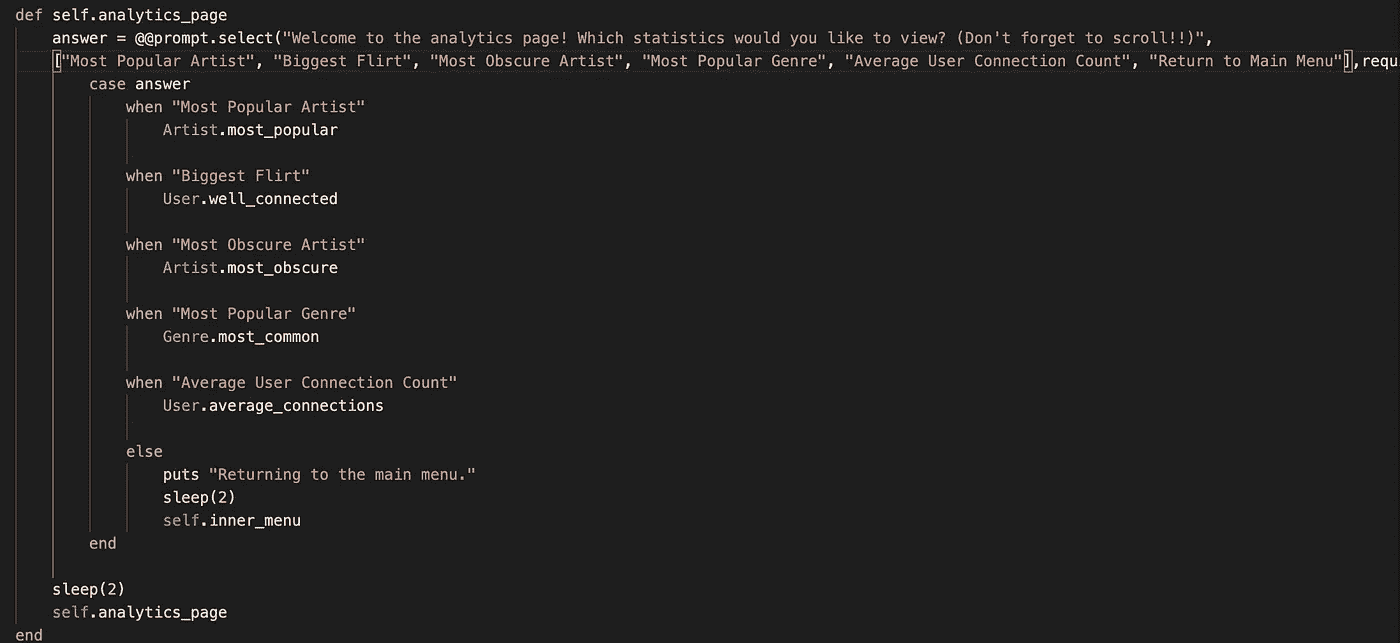 def self.analytics_page
answer = @@prompt.select("Welcome to the analytics page! Which statistics would you like to view? (Don't forget to scroll!!)",
["Most Popular Artist", "Biggest Flirt", "Most Obscure Artist", "Most Popular Genre", "Average User Connection Count", "Return to Main Menu"],requ
case answer
when "Most Popular Artist"
Artist.most_popular
when "Biggest Flirt"
User.well_connected
when "Most Obscure Artist"
Artist.most_obscure
when "Most Popular Genre"
Genre.most_common
when "Average User Connection Count"
User.average_connections
else
puts "Returning to the main menu."
sleep(2)
self.inner_menu
end
sleep(2)
self.analytics_page
end